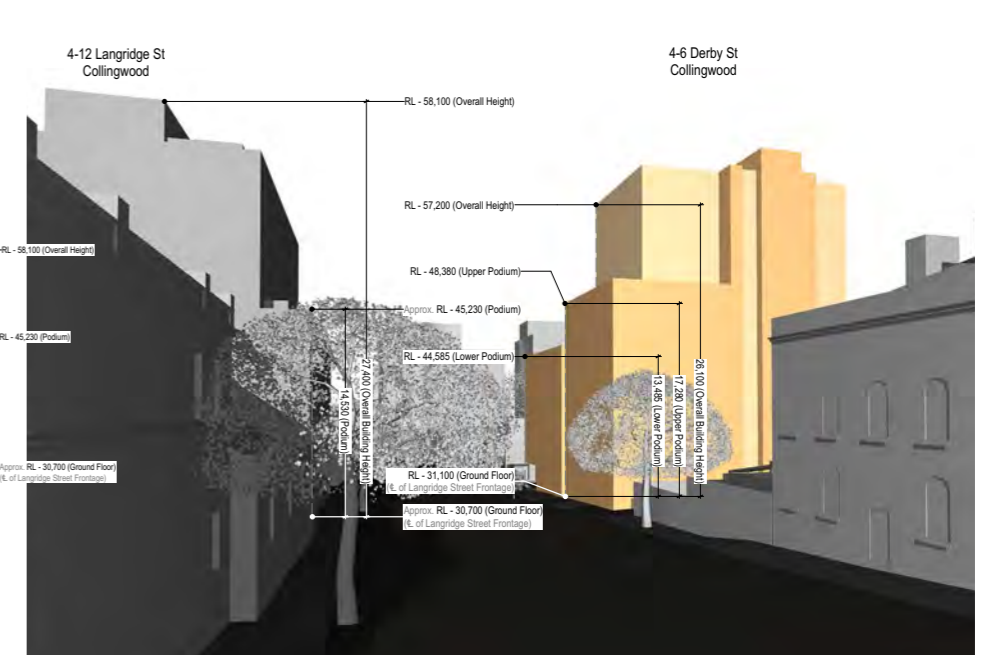 4-12 Langridge St
Collingwood
4-6 Derby St
Collingwood
RL - 58,100 (Overall Height)
RL - 57,200 (Overall Height)
RL - 58,100 (Overall Height)
RL - 48,380 (Upper Podium)
Approx. RL - 45,230 (Podium)
RL - 45,230 (Podium)
RL - 44,585 (Lower Podium)
14,530 (Podium)
27,400 (Overall Building Height)
13,485 (Lower Podium)
17,280 (Upper Podium)
26,100 (Overall Building Height)
Approx. RL - 30,700 (Ground Floor)
(℄ of Langridge Street Frontage)
RL - 31,100 (Ground Floor)
(℄ of Langridge Street Frontage)
Approx. RL - 30,700 (Ground Floor)
(℄ of Langridge Street Frontage)